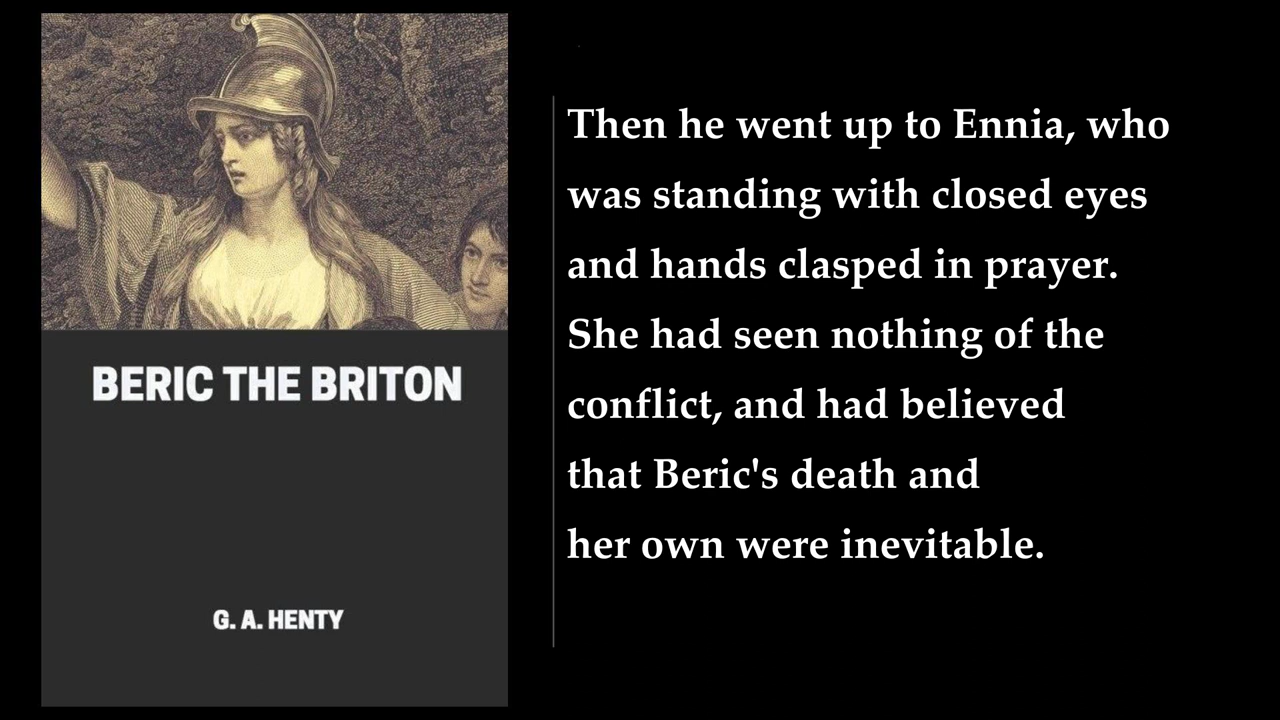 BERIC THE BRITON
G. A. HENTY
Then he went up to Ennia, who
was standing with closed eyes
and hands clasped in prayer.
She had seen nothing of the
conflict, and had believed
that Beric's death and
her own were inevitable.